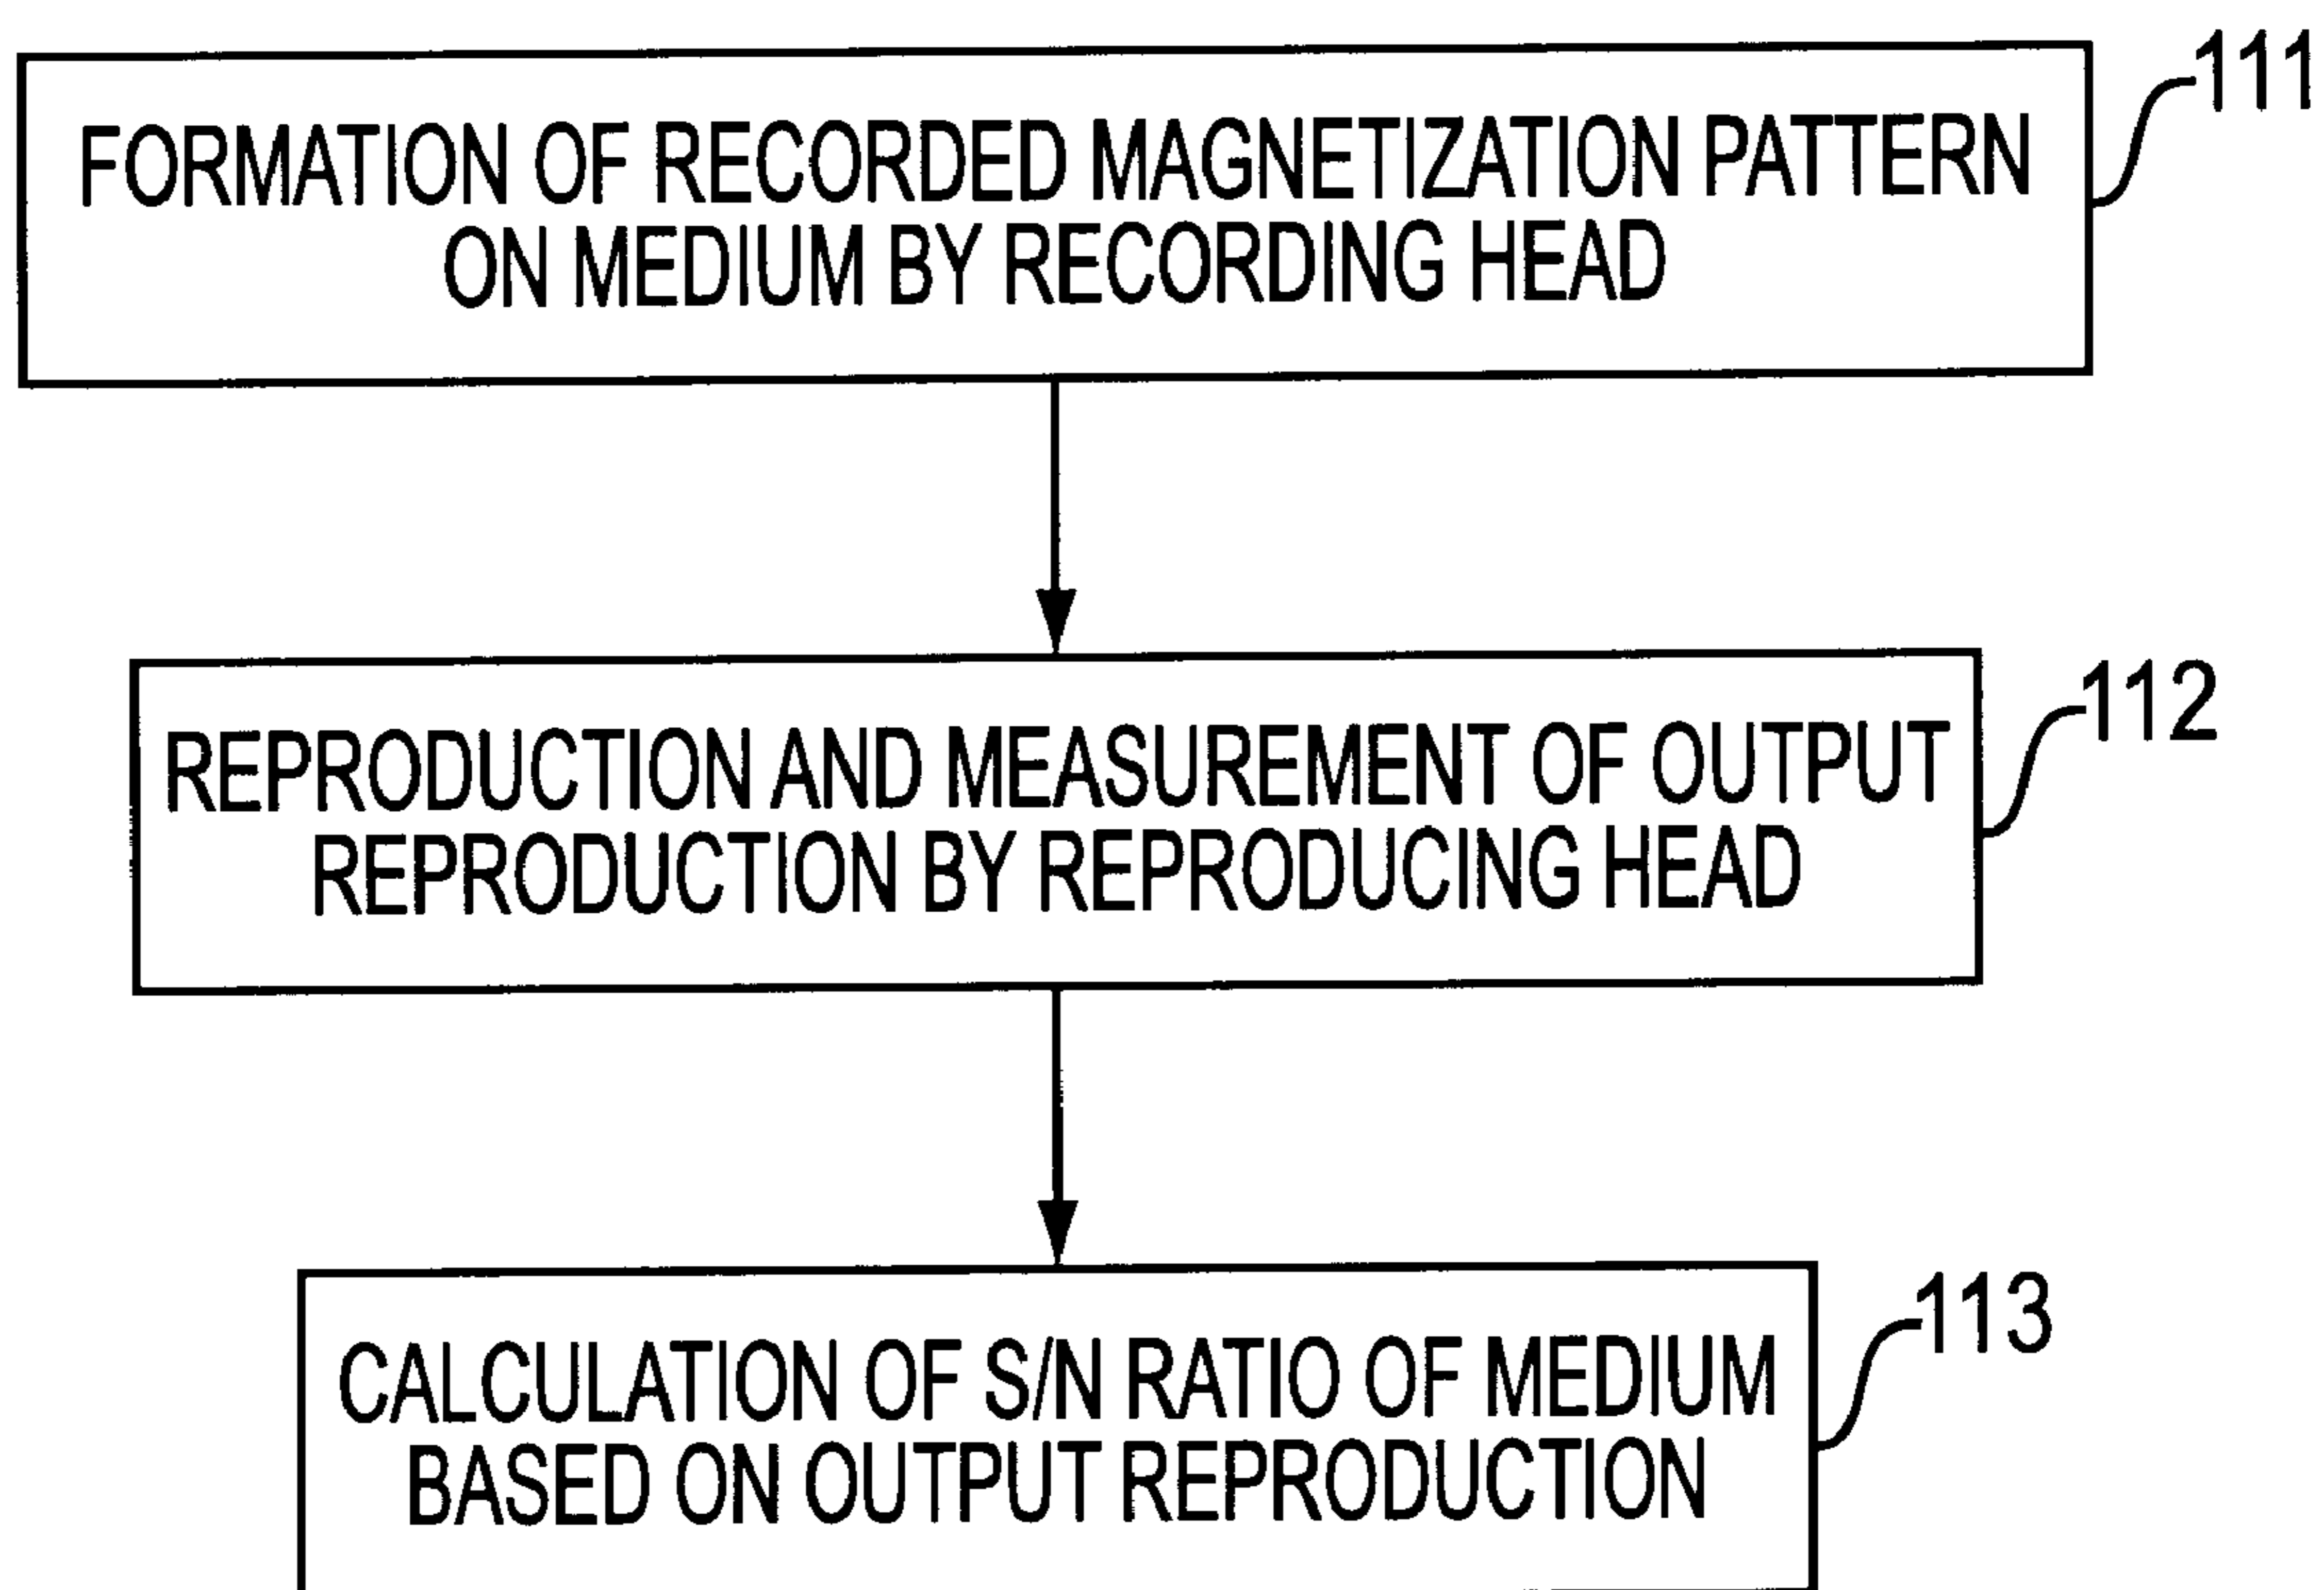 111
FORMATION OF RECORDED MAGNETIZATION PATTERN
ON MEDIUM BY RECORDING HEAD
112
REPRODUCTION AND MEASUREMENT OF OUTPUT
REPRODUCTION BY REPRODUCING HEAD
113
CALCULATION OF S/N RATIO OF MEDIUM
BASED ON OUTPUT REPRODUCTION